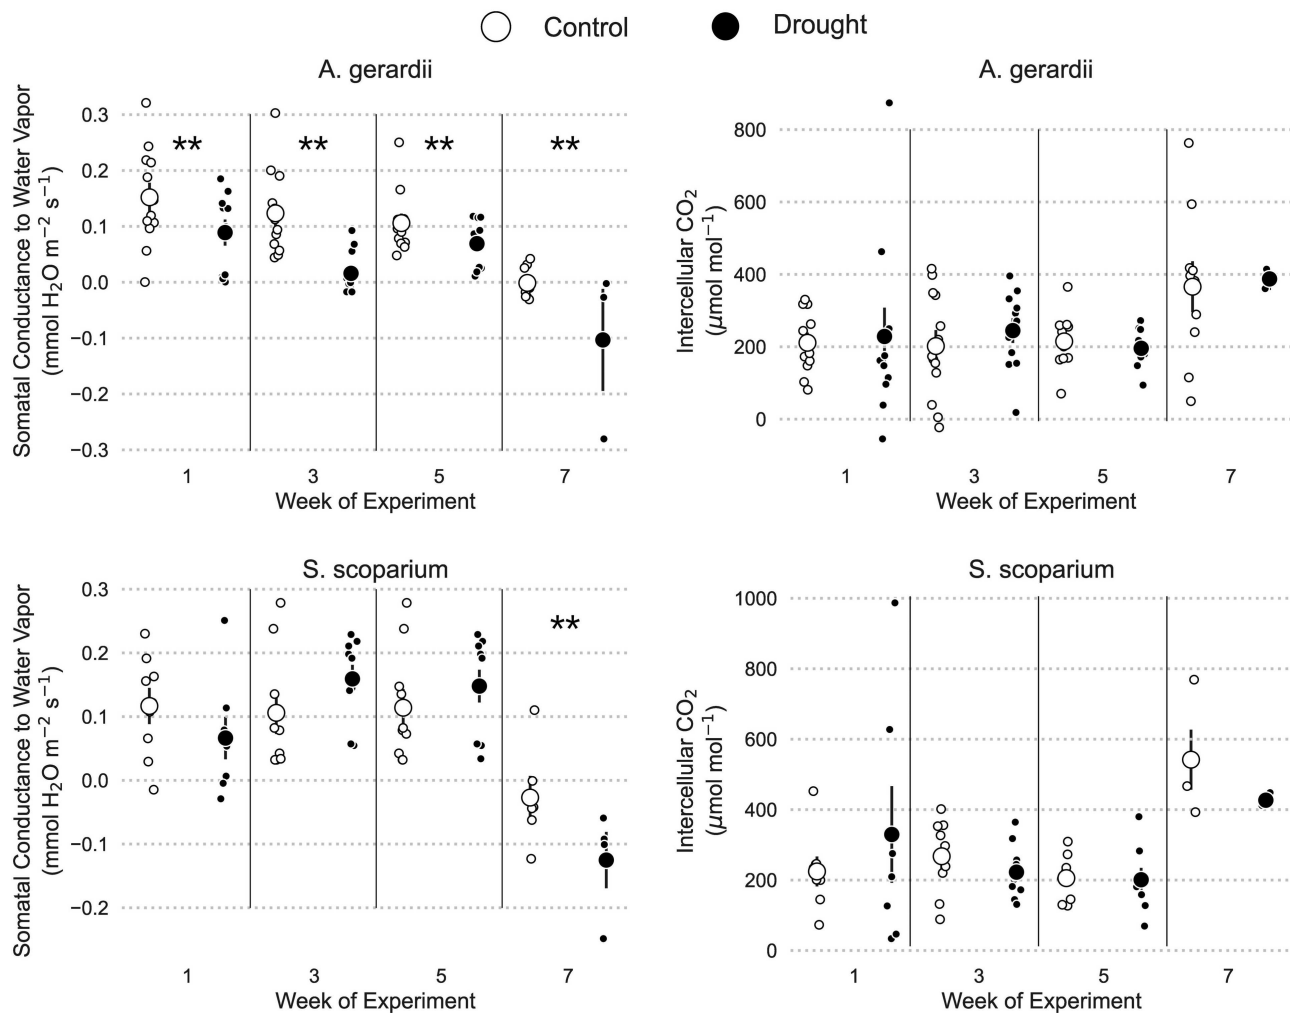 Control
Drought
A. gerardii
Somatal Conductance to Water Vapor
(mmol H₂O m⁻² s⁻¹)
0.3
0.2
0.1
0.0
−0.1
−0.2
−0.3
** ** ** **
1 3 5 7
Week of Experiment
A. gerardii
Intercellular CO₂
(µmol mol⁻¹)
800
600
400
200
0
1 3 5 7
Week of Experiment
S. scoparium
Somatal Conductance to Water Vapor
(mmol H₂O m⁻² s⁻¹)
0.3
0.2
0.1
0.0
−0.1
−0.2
**
1 3 5 7
Week of Experiment
S. scoparium
Intercellular CO₂
(µmol mol⁻¹)
1000
800
600
400
200
0
1 3 5 7
Week of Experiment